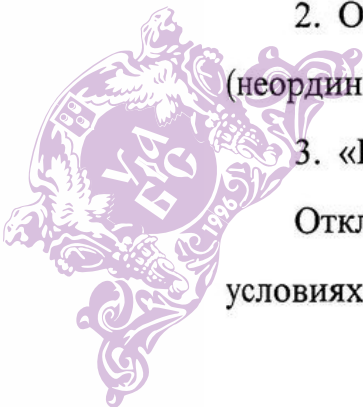 2. О
(неордин
3. «
Откл
условиях
УАБС
1996